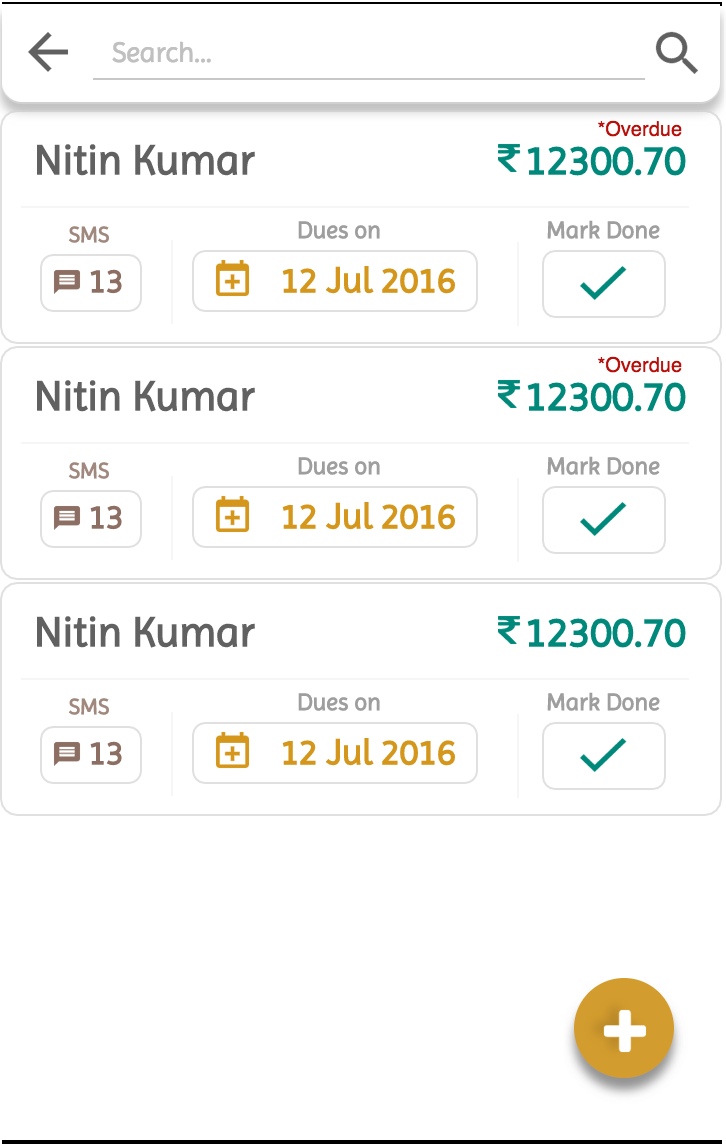 Search...
*Overdue
Nitin Kumar ₹12300.70
SMS Dues on Mark Done
13 12 Jul 2016
*Overdue
Nitin Kumar ₹12300.70
SMS Dues on Mark Done
13 12 Jul 2016
Nitin Kumar ₹12300.70
SMS Dues on Mark Done
13 12 Jul 2016